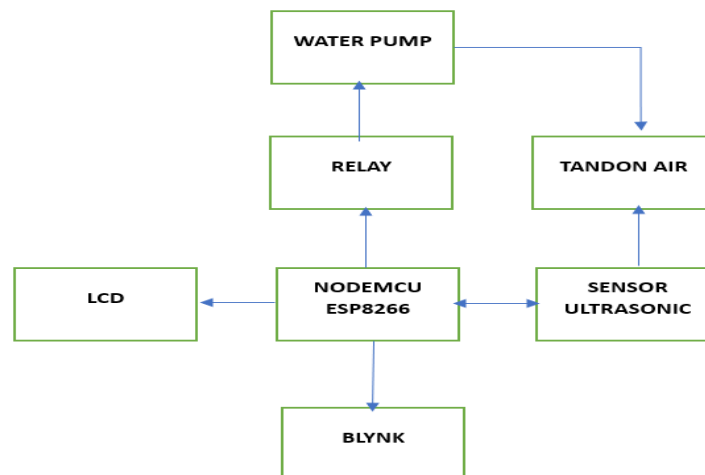 WATER PUMP
RELAY
TANDON AIR
LCD
NODEMCU
ESP8266
SENSOR
ULTRASONIC
BLYNK